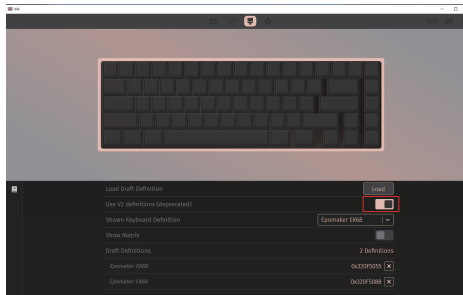 VIA
Load Draft Definition
Load
Use V2 definitions (deprecated)
Shown Keyboard Definition
Epomaker EK68
Show Matrix
Draft Definitions
2 Definitions
Epomaker EK68
0x320F5055
Epomaker EK68
0x320F5088